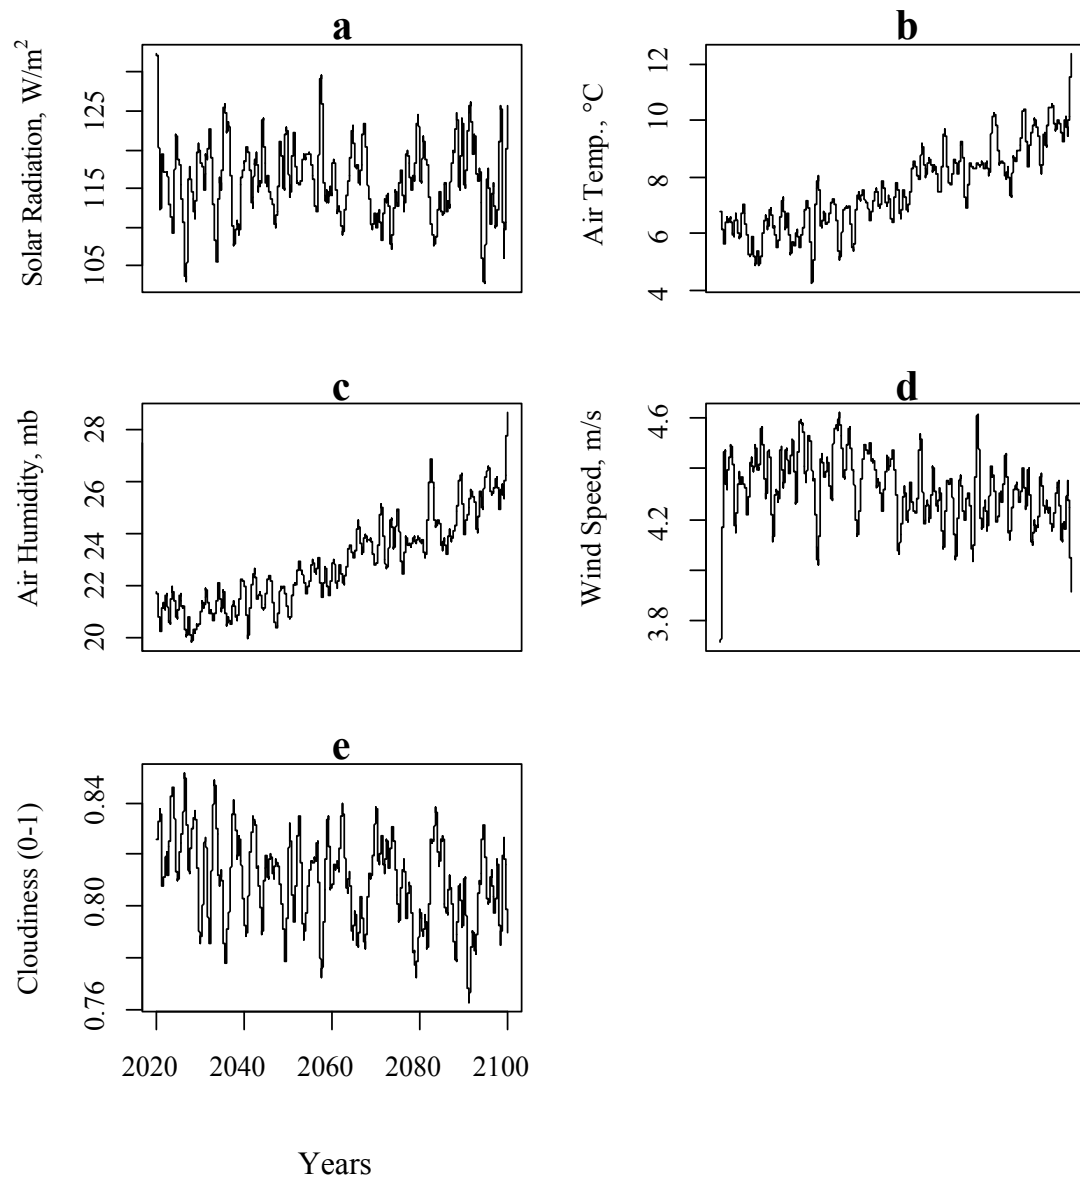 a
Solar Radiation, W/m²
125
115
105
b
Air Temp., °C
12
10
8
6
4
c
Air Humidity, mb
28
26
24
22
20
d
Wind Speed, m/s
4.6
4.2
3.8
e
Cloudiness (0-1)
0.84
0.80
0.76
2020 2040 2060 2080 2100
Years